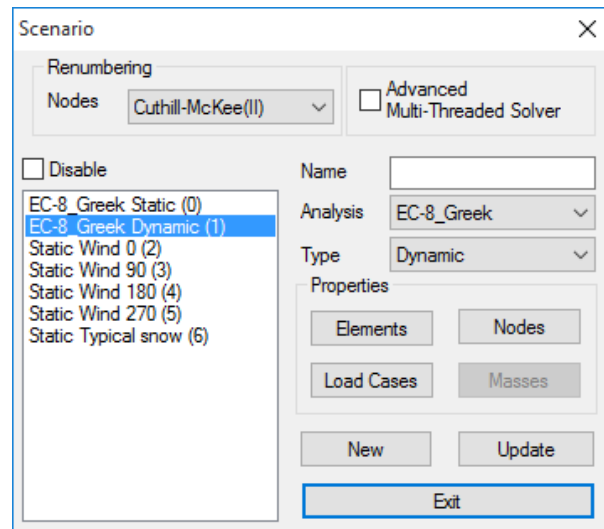 Scenario
Renumbering
Nodes
Cuthill-McKee(II)
Advanced
Multi-Threaded Solver
Disable
EC-8_Greek Static (0)
EC-8_Greek Dynamic (1)
Static Wind 0 (2)
Static Wind 90 (3)
Static Wind 180 (4)
Static Wind 270 (5)
Static Typical snow (6)
Name
Analysis EC-8_Greek
Type Dynamic
Properties
Elements Nodes
Load Cases Masses
New Update
Exit